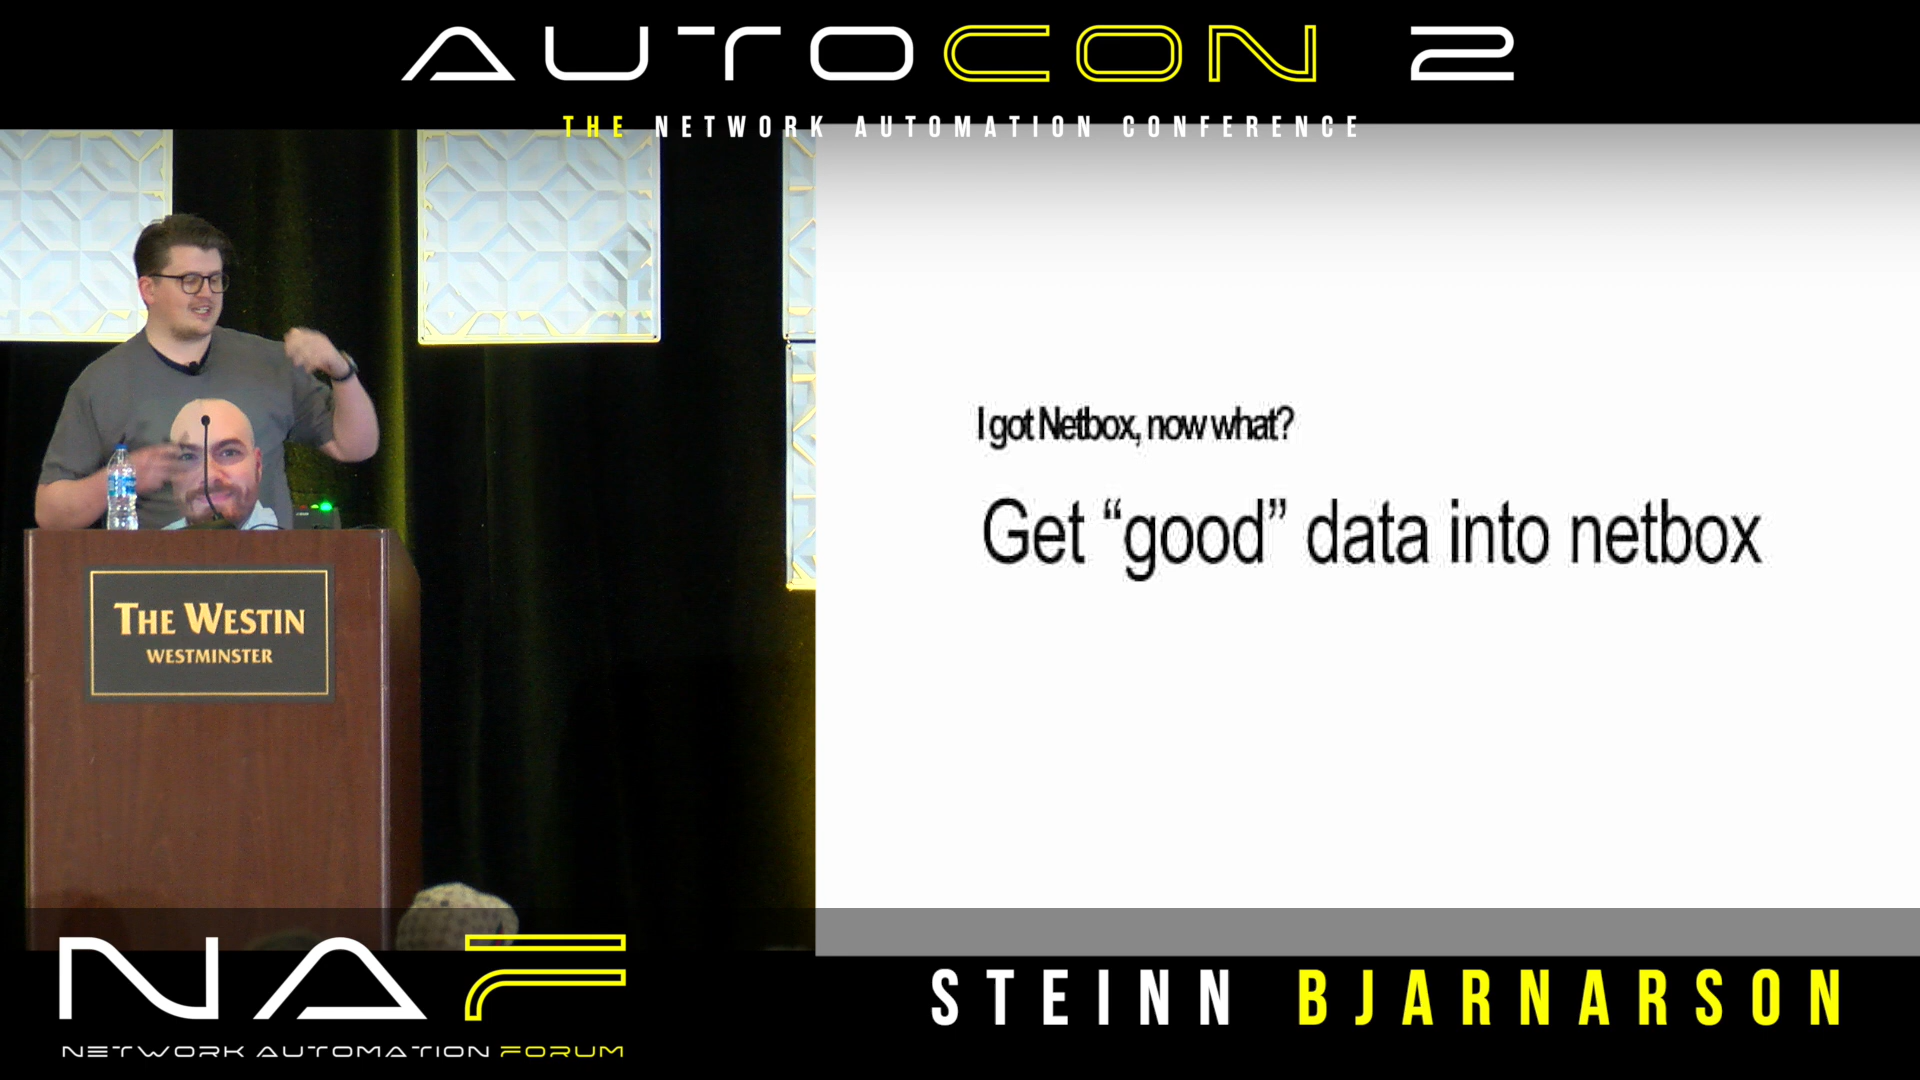 AUTOCON 2
THE NETWORK AUTOMATION CONFERENCE
I got Netbox, now what?
Get “good” data into netbox
THE WESTIN
WESTMINSTER
NAF
NETWORK AUTOMATION FORUM
STEINN BJARNARSON